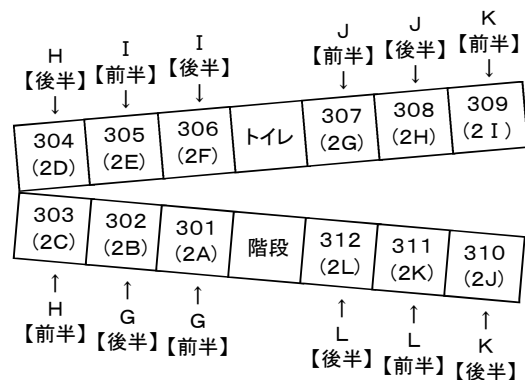 H
【後半】
↓
I
【前半】
↓
I
【後半】
↓
J
【前半】
↓
J
【後半】
↓
K
【前半】
↓
304
(2D)
305
(2E)
306
(2F)
トイレ
307
(2G)
308
(2H)
309
(2I)
303
(2C)
302
(2B)
301
(2A)
階段
312
(2L)
311
(2K)
310
(2J)
↑
H
【前半】
↑
G
【後半】
↑
G
【前半】
↑
L
【後半】
↑
L
【前半】
↑
K
【後半】